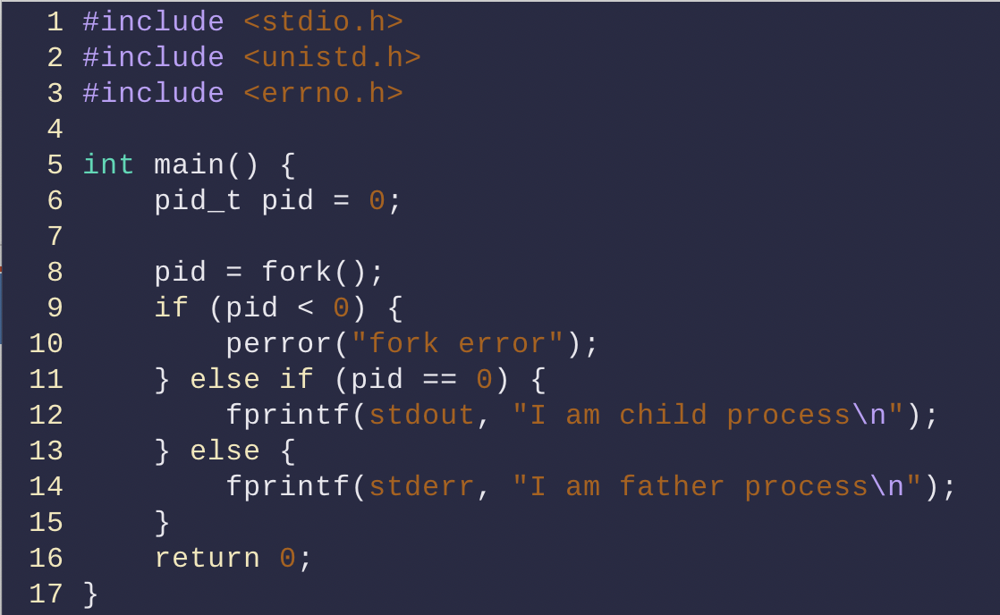 1 #include <stdio.h>
2 #include <unistd.h>
3 #include <errno.h>
4
5 int main() {
6     pid_t pid = 0;
7
8     pid = fork();
9     if (pid < 0) {
10         perror("fork error");
11     } else if (pid == 0) {
12         fprintf(stdout, "I am child process\n");
13     } else {
14         fprintf(stderr, "I am father process\n");
15     }
16     return 0;
17 }